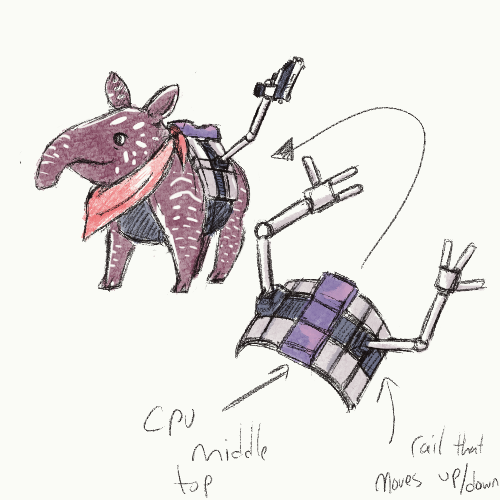 CPU
middle
top
rail that
moves up/down